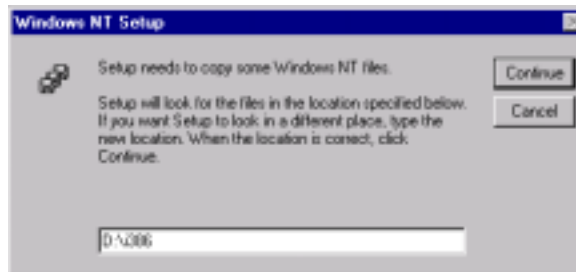 Windows NT Setup
Setup needs to copy some Windows NT files.
Continue
Setup will look for the files in the location specified below.
If you want Setup to look in a different place, type the
new location. When the location is correct, click
Continue.
Cancel
D:\i386